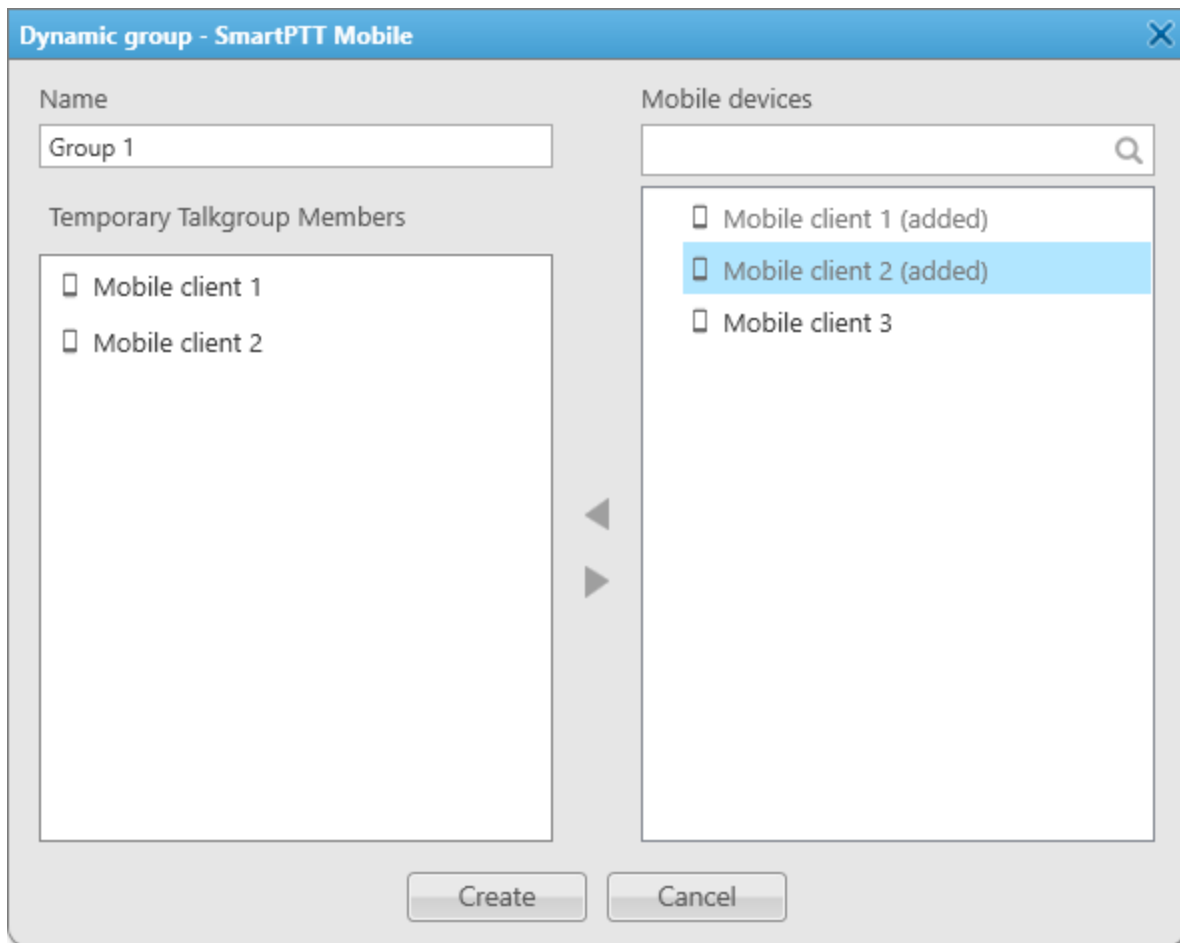 Dynamic group - SmartPTT Mobile
Name
Group 1
Temporary Talkgroup Members
Mobile client 1
Mobile client 2
Mobile devices
Mobile client 1 (added)
Mobile client 2 (added)
Mobile client 3
Create
Cancel